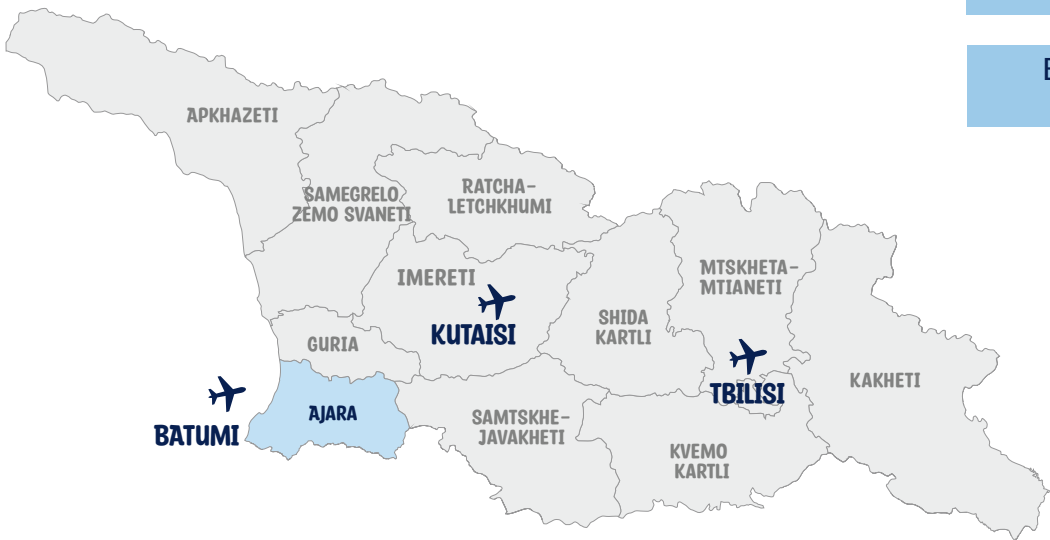 APKHAZETI
SAMEGRELO
ZEMO SVANETI
RATCHA-
LETCHKHUMI
IMERETI
KUTAISI
MTSKHETA-
MTIANETI
SHIDA
KARTLI
GURIA
TBILISI
KAKHETI
BATUMI
AJARA
SAMTSKHE-
JAVAKHETI
KVEMO
KARTLI